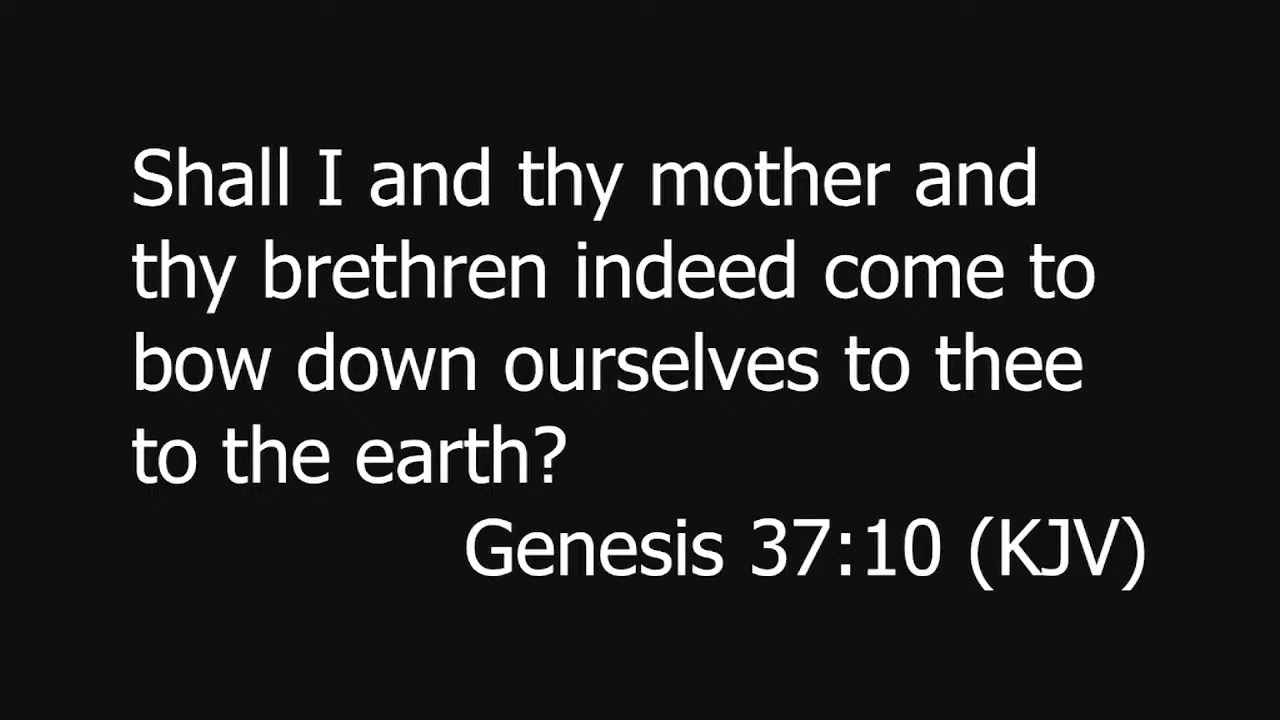 Shall I and thy mother and
thy brethren indeed come to
bow down ourselves to thee
to the earth?
Genesis 37:10 (KJV)